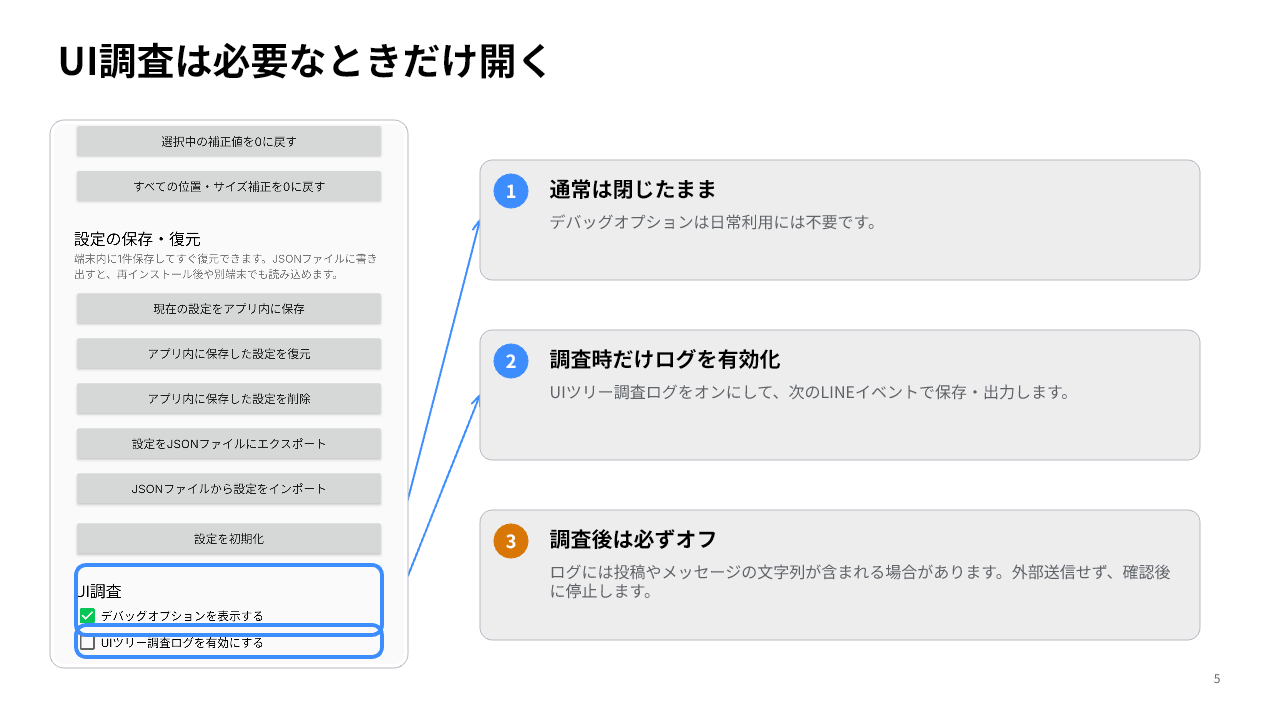 UI調査は必要なときだけ開く
選択中の補正値を0に戻す
すべての位置・サイズ補正を0に戻す
設定の保存・復元
端末内に1件保存してすぐ復元できます。JSONファイルに書き
出すと、再インストール後や別端末でも読み込めます。
現在の設定をアプリ内に保存
アプリ内に保存した設定を復元
アプリ内に保存した設定を削除
設定をJSONファイルにエクスポート
JSONファイルから設定をインポート
設定を初期化
UI調査
デバッグオプションを表示する
UIツリー調査ログを有効にする
1
通常は閉じたまま
デバッグオプションは日常利用には不要です。
2
調査時だけログを有効化
UIツリー調査ログをオンにして、次のLINEイベントで保存・出力します。
3
調査後は必ずオフ
ログには投稿やメッセージの文字列が含まれる場合があります。外部送信せず、確認後
に停止します。
5